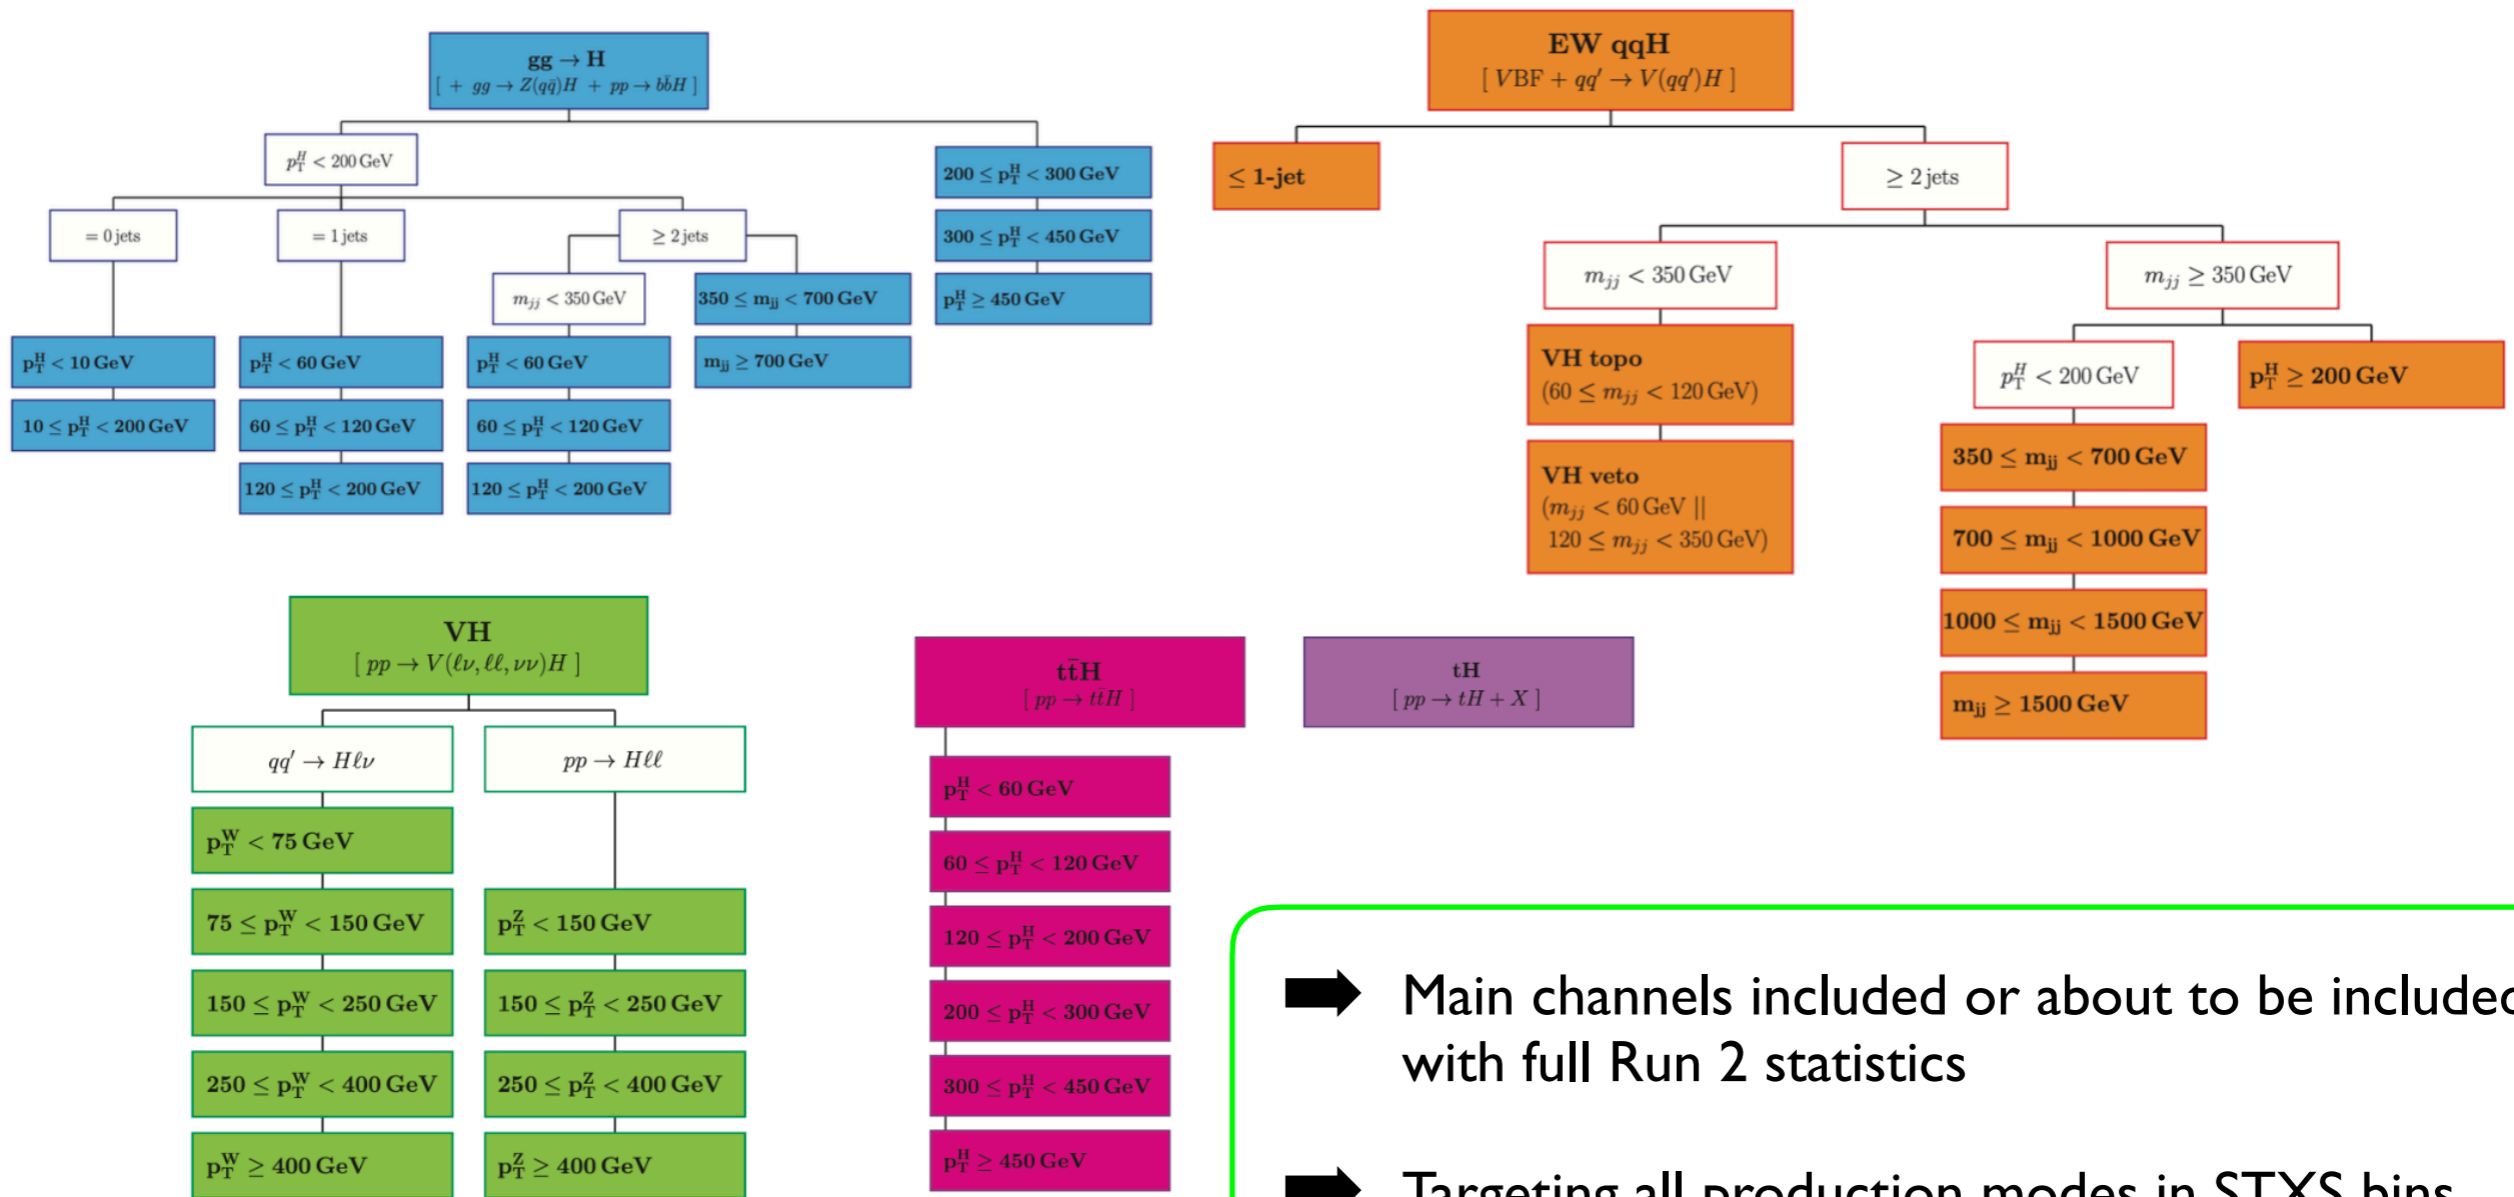 gg → H
[ + gg → Z(qq̄)H + pp → bb̄H ]
p_T^H < 200 GeV
= 0 jets
= 1 jets
≥ 2 jets
m_jj < 350 GeV
350 ≤ m_jj < 700 GeV
m_jj ≥ 700 GeV
p_T^H < 10 GeV
10 ≤ p_T^H < 200 GeV
p_T^H < 60 GeV
60 ≤ p_T^H < 120 GeV
120 ≤ p_T^H < 200 GeV
p_T^H < 60 GeV
60 ≤ p_T^H < 120 GeV
120 ≤ p_T^H < 200 GeV
200 ≤ p_T^H < 300 GeV
300 ≤ p_T^H < 450 GeV
p_T^H ≥ 450 GeV
EW qqH
[ VBF + qq′ → V(qq′)H ]
≤ 1-jet
≥ 2 jets
m_jj < 350 GeV
VH topo
(60 ≤ m_jj < 120 GeV)
VH veto
(m_jj < 60 GeV ||
120 ≤ m_jj < 350 GeV)
m_jj ≥ 350 GeV
p_T^H < 200 GeV
p_T^H ≥ 200 GeV
350 ≤ m_jj < 700 GeV
700 ≤ m_jj < 1000 GeV
1000 ≤ m_jj < 1500 GeV
m_jj ≥ 1500 GeV
VH
[ pp → V(ℓν, ℓℓ, νν)H ]
qq′ → Hℓν
p_T^W < 75 GeV
75 ≤ p_T^W < 150 GeV
150 ≤ p_T^W < 250 GeV
250 ≤ p_T^W < 400 GeV
p_T^W ≥ 400 GeV
pp → Hℓℓ
p_T^Z < 150 GeV
150 ≤ p_T^Z < 250 GeV
250 ≤ p_T^Z < 400 GeV
p_T^Z ≥ 400 GeV
tt̄H
[ pp → tt̄H ]
p_T^H < 60 GeV
60 ≤ p_T^H < 120 GeV
120 ≤ p_T^H < 200 GeV
200 ≤ p_T^H < 300 GeV
300 ≤ p_T^H < 450 GeV
p_T^H ≥ 450 GeV
tH
[ pp → tH + X ]
Main channels included or about to be included
with full Run 2 statistics
Targeting all production modes in STXS bins